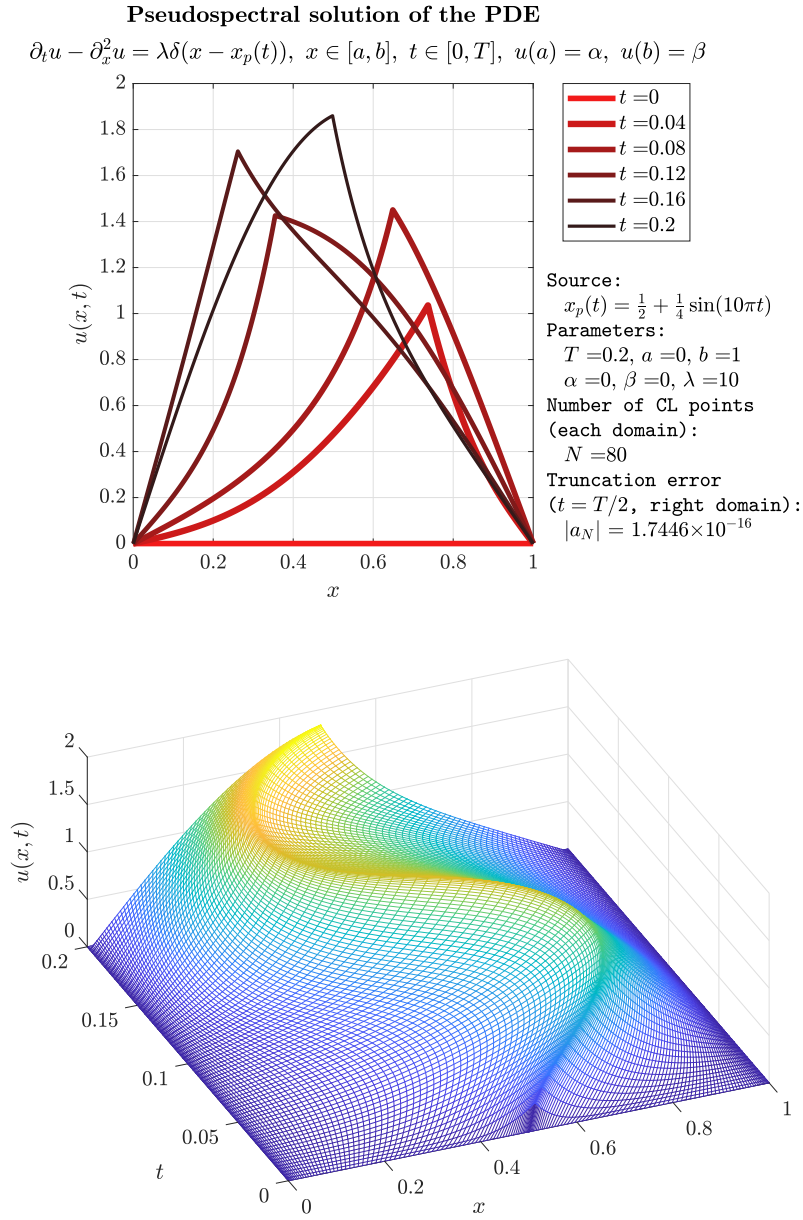 Pseudospectral solution of the PDE
∂ₜu − ∂ₓ²u = λδ(x − xₚ(t)), x ∈ [a, b], t ∈ [0, T], u(a) = α, u(b) = β
2
1.8
1.6
1.4
1.2
1
0.8
0.6
0.4
0.2
0
u(x, t)
0 0.2 0.4 0.6 0.8 1
x
t =0
t =0.04
t =0.08
t =0.12
t =0.16
t =0.2
Source:
xₚ(t) = 1/2 + 1/4 sin(10πt)
Parameters:
T =0.2, a =0, b =1
α =0, β =0, λ =10
Number of CL points
(each domain):
N =80
Truncation error
(t = T/2, right domain):
|a_N| = 1.7446×10⁻¹⁶
2
1.5
1
0.5
0
u(x, t)
0.2
0.15
0.1
0.05
0
t
0
0.2
0.4
0.6
0.8
1
x